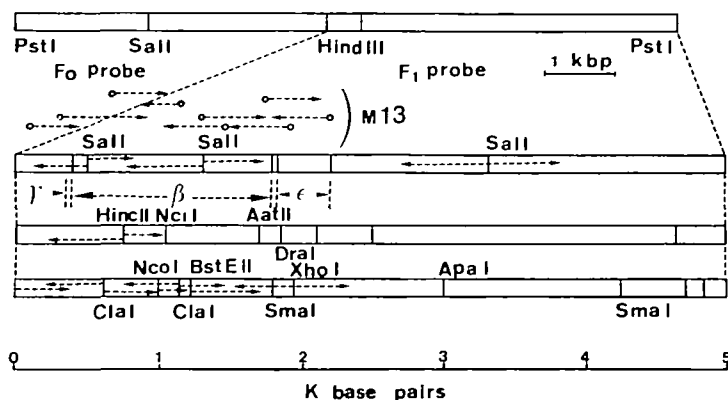 PstI SalI HindIII PstI
F0 probe F1 probe 1 kbp
M13
SalI SalI SalI
γ β ε
HincII NciI AatII
DraI
NcoI BstEII XhoI ApaI
ClaI ClaI SmaI SmaI
0 1 2 3 4 5
K base pairs